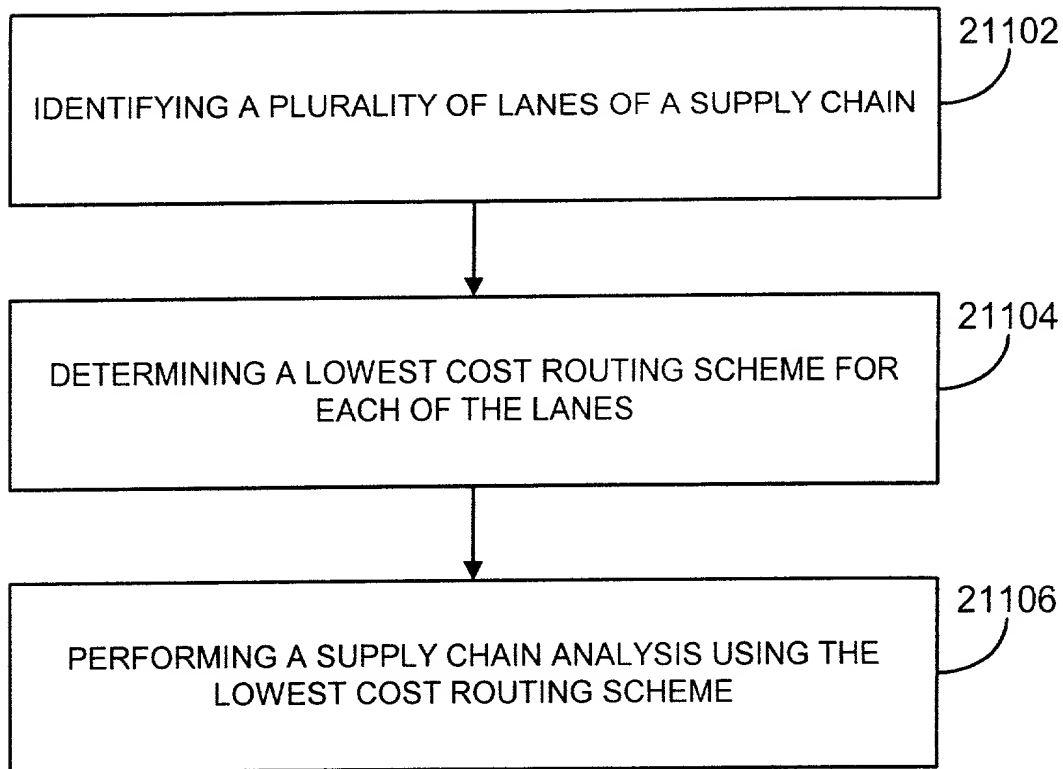 21102
IDENTIFYING A PLURALITY OF LANES OF A SUPPLY CHAIN
21104
DETERMINING A LOWEST COST ROUTING SCHEME FOR
EACH OF THE LANES
21106
PERFORMING A SUPPLY CHAIN ANALYSIS USING THE
LOWEST COST ROUTING SCHEME